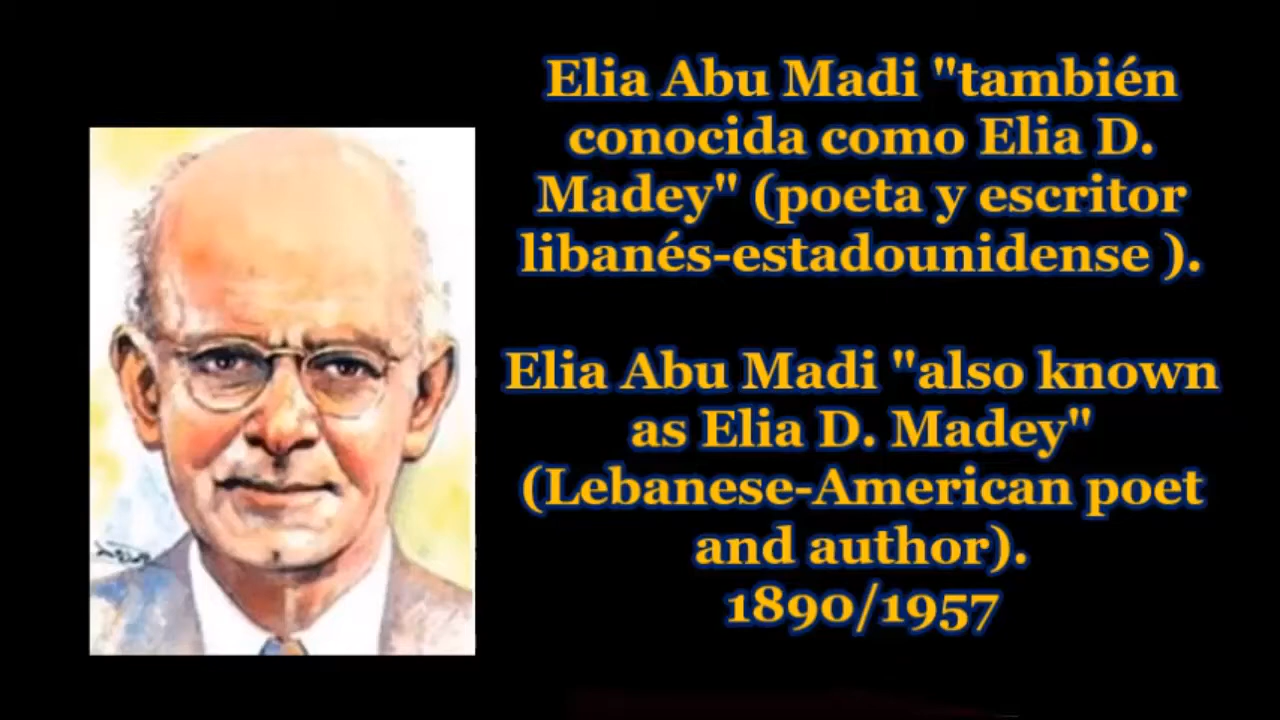 Elia Abu Madi "también
conocida como Elia D.
Madey" (poeta y escritor
libanés-estadounidense ).
Elia Abu Madi "also known
as Elia D. Madey"
(Lebanese-American poet
and author).
1890/1957